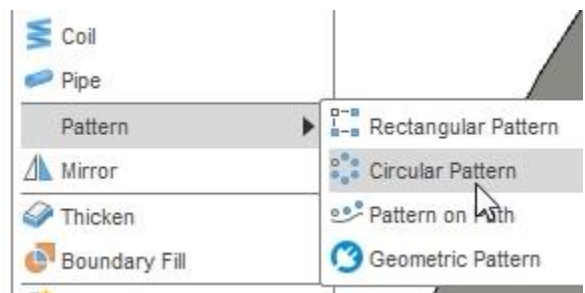 Coil
Pipe
Pattern
Mirror
Thicken
Boundary Fill
Rectangular Pattern
Circular Pattern
Pattern on
Geometric Pattern